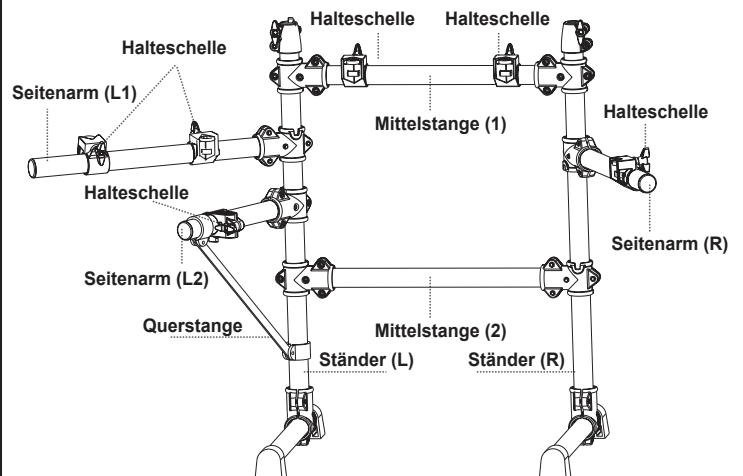 Halteschelle
Halteschelle
Halteschelle
Seitenarm (L1)
Halteschelle
Mittelstange (1)
Halteschelle
Seitenarm (R)
Seitenarm (L2)
Querstange
Mittelstange (2)
Ständer (L)
Ständer (R)